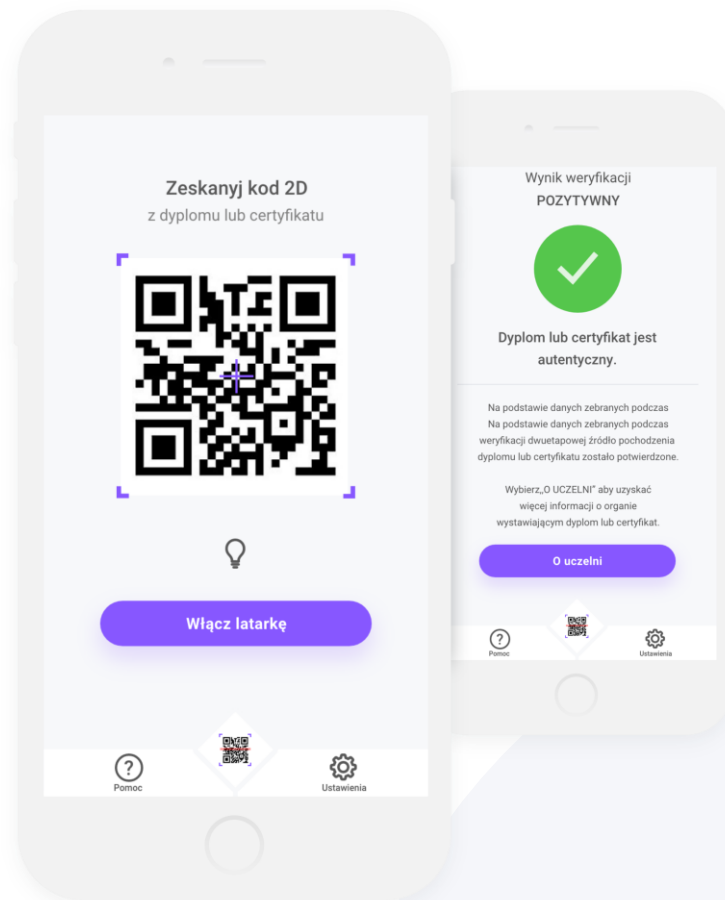 Zeskanyj kod 2D
z dyplomu lub certyfikatu
Włącz latarkę
Pomoc
Ustawienia
Wynik weryfikacji
POZYTYWNY
Dyplom lub certyfikat jest
autentyczny.
Na podstawie danych zebranych podczas
Na podstawie danych zebranych podczas
weryfikacji dwuetapowej źródło pochodzenia
dyplomu lub certyfikatu zostało potwierdzone.
Wybierz,,O UCZELNI" aby uzyskać
więcej informacji o organie
wystawiającym dyplom lub certyfikat.
O uczelni
Pomoc
Ustawienia